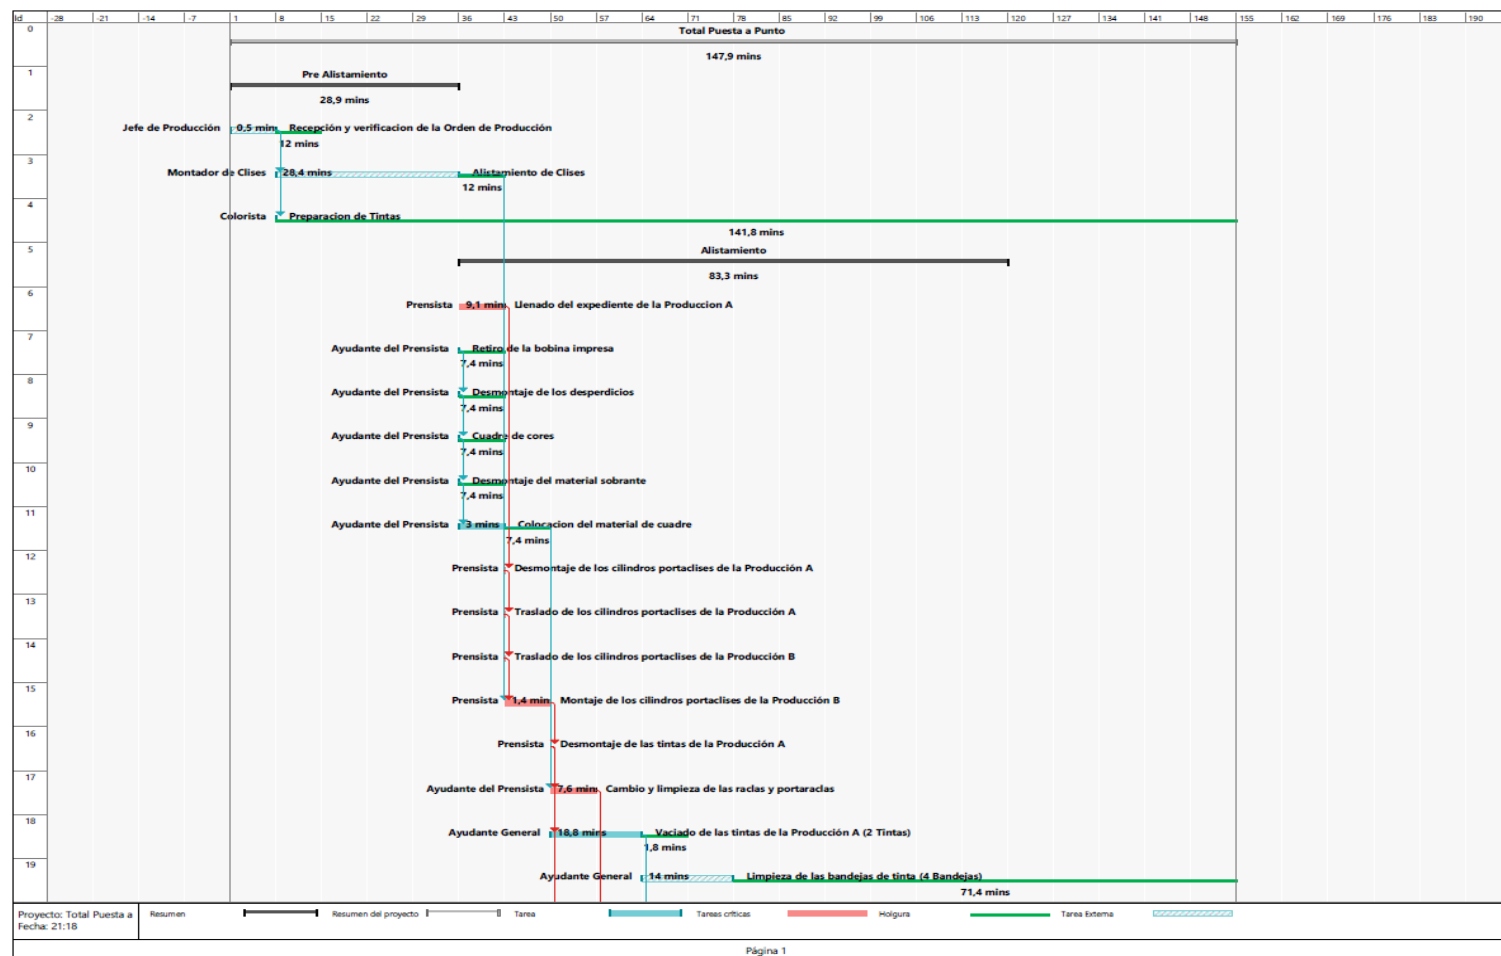 Id -28 -21 -14 -7 1 8 15 22 29 36 43 50 57 64 71 78 85 92 99 106 113 120 127 134 141 148 155 162 169 176 183 190
0 Total Puesta a Punto
147,9 mins
1 Pre Alistamiento
28,9 mins
2 Jefe de Producción 0,5 min Recepción y verificacion de la Orden de Producción
12 mins
3 Montador de Clises 28,4 mins Alistamiento de Clises
12 mins
4 Colorista Preparacion de Tintas
141,8 mins
5 Alistamiento
83,3 mins
6 Prensista 9,1 min Llenado del expediente de la Produccion A
7 Ayudante del Prensista Retiro de la bobina impresa
7,4 mins
8 Ayudante del Prensista Desmontaje de los desperdicios
7,4 mins
9 Ayudante del Prensista Cuadre de cores
7,4 mins
10 Ayudante del Prensista Desmontaje del material sobrante
7,4 mins
11 Ayudante del Prensista 3 mins Colocacion del material de cuadre
7,4 mins
12 Prensista Desmontaje de los cilindros portaclises de la Producción A
13 Prensista Traslado de los cilindros portaclises de la Producción A
14 Prensista Traslado de los cilindros portaclises de la Producción B
15 Prensista 1,4 min Montaje de los cilindros portaclises de la Producción B
16 Prensista Desmontaje de las tintas de la Producción A
17 Ayudante del Prensista 7,6 min Cambio y limpieza de las raclas y portaraclas
18 Ayudante General 18,8 mins Vaciado de las tintas de la Producción A (2 Tintas)
1,8 mins
19 Ayudante General 14 mins Limpieza de las bandejas de tinta (4 Bandejas)
71,4 mins
Proyecto: Total Puesta a
Fecha: 21:18
Resumen Resumen del proyecto Tarea Tareas críticas Holgura Tarea Externa
Página 1